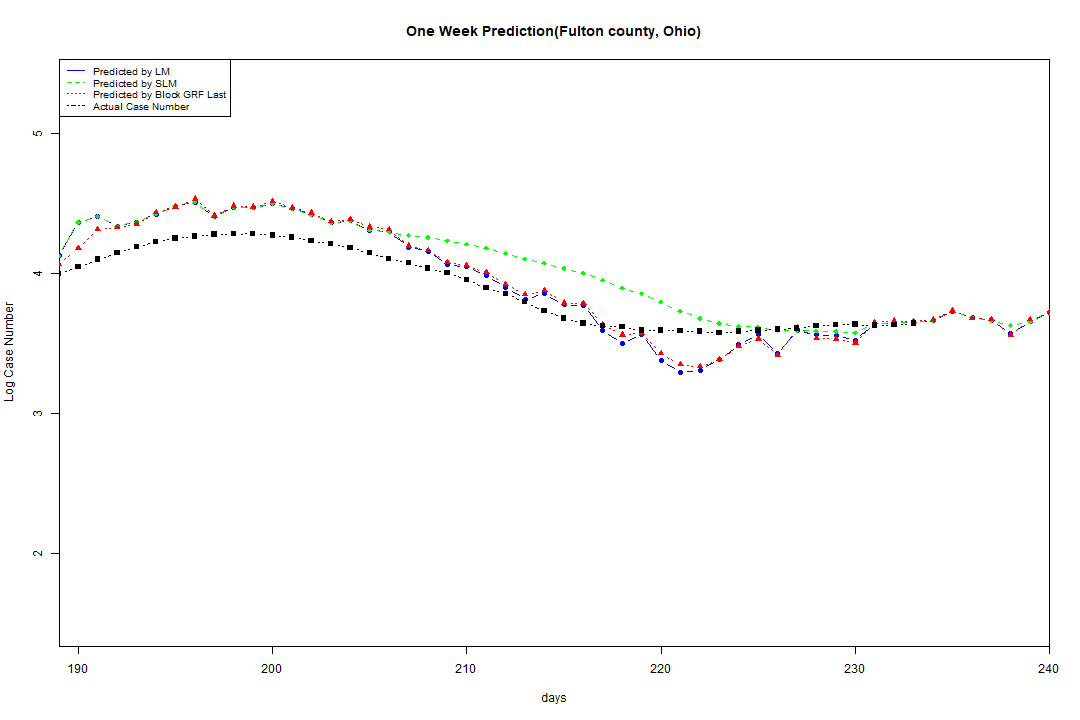 One Week Prediction(Fulton county, Ohio)
Predicted by LM
Predicted by SLM
Predicted by Block GRF Last
Actual Case Number
5
4
3
2
Log Case Number
190 200 210 220 230 240
days